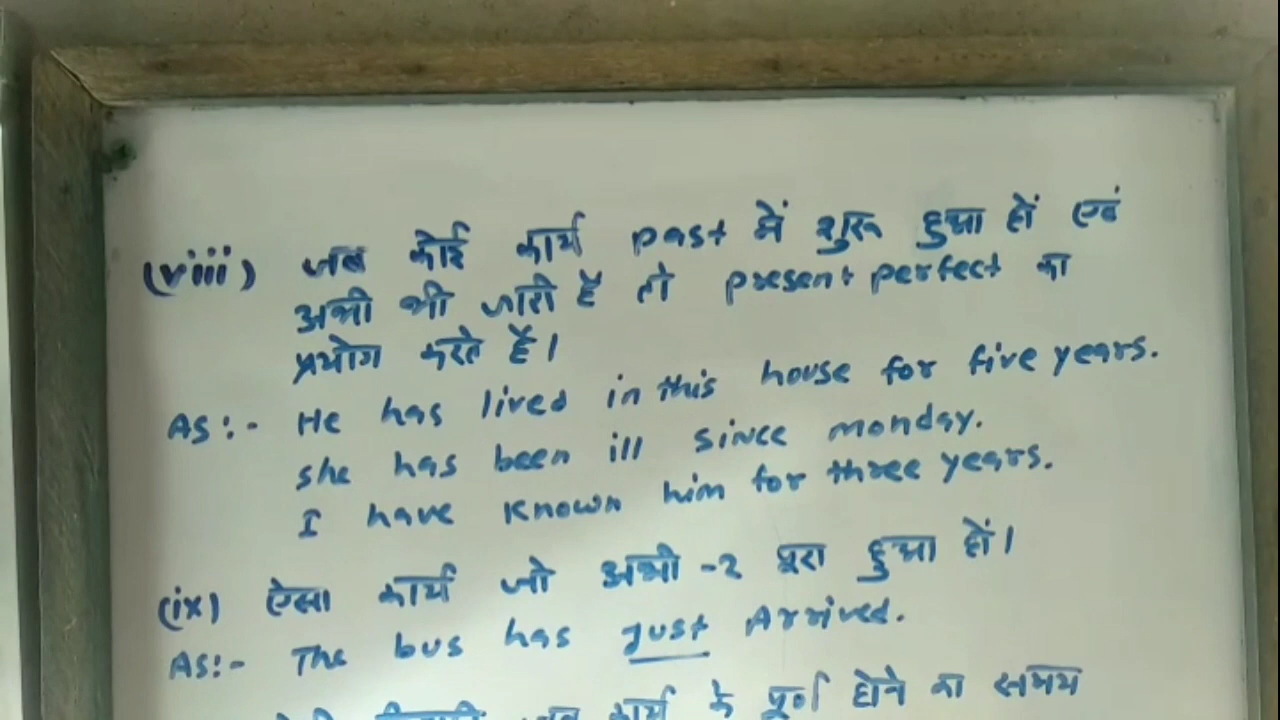 (viii) जब कोई कार्य past में शुरू हुआ हों एवं
अभी भी जारी है तो present perfect का
प्रयोग करते हैं।
As:- He has lived in this house for five years.
she has been ill since monday.
I have known him for three years.
(ix) ऐसा कार्य जो अभी-२ पूरा हुआ हों।
As:- The bus has just Arrived.
कार्य के पूर्ण होने का समय